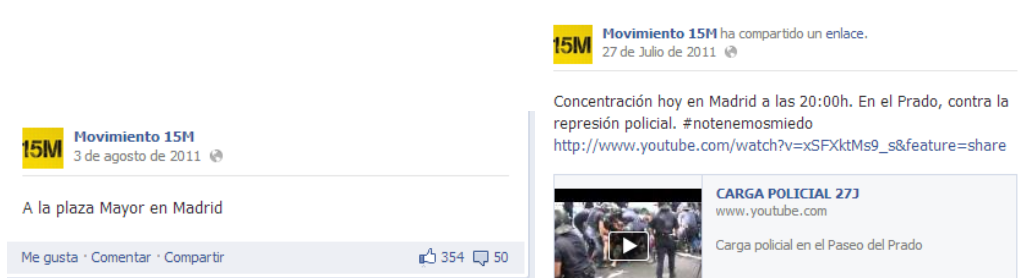 15M
Movimiento 15M
3 de agosto de 2011
A la plaza Mayor en Madrid
Me gusta · Comentar · Compartir 354 50
15M
Movimiento 15M ha compartido un enlace.
27 de Julio de 2011
Concentración hoy en Madrid a las 20:00h. En el Prado, contra la
represión policial. #notenemosmiedo
http://www.youtube.com/watch?v=xSFXktMs9_s&feature=share
CARGA POLICIAL 27J
www.youtube.com
Carga policial en el Paseo del Prado